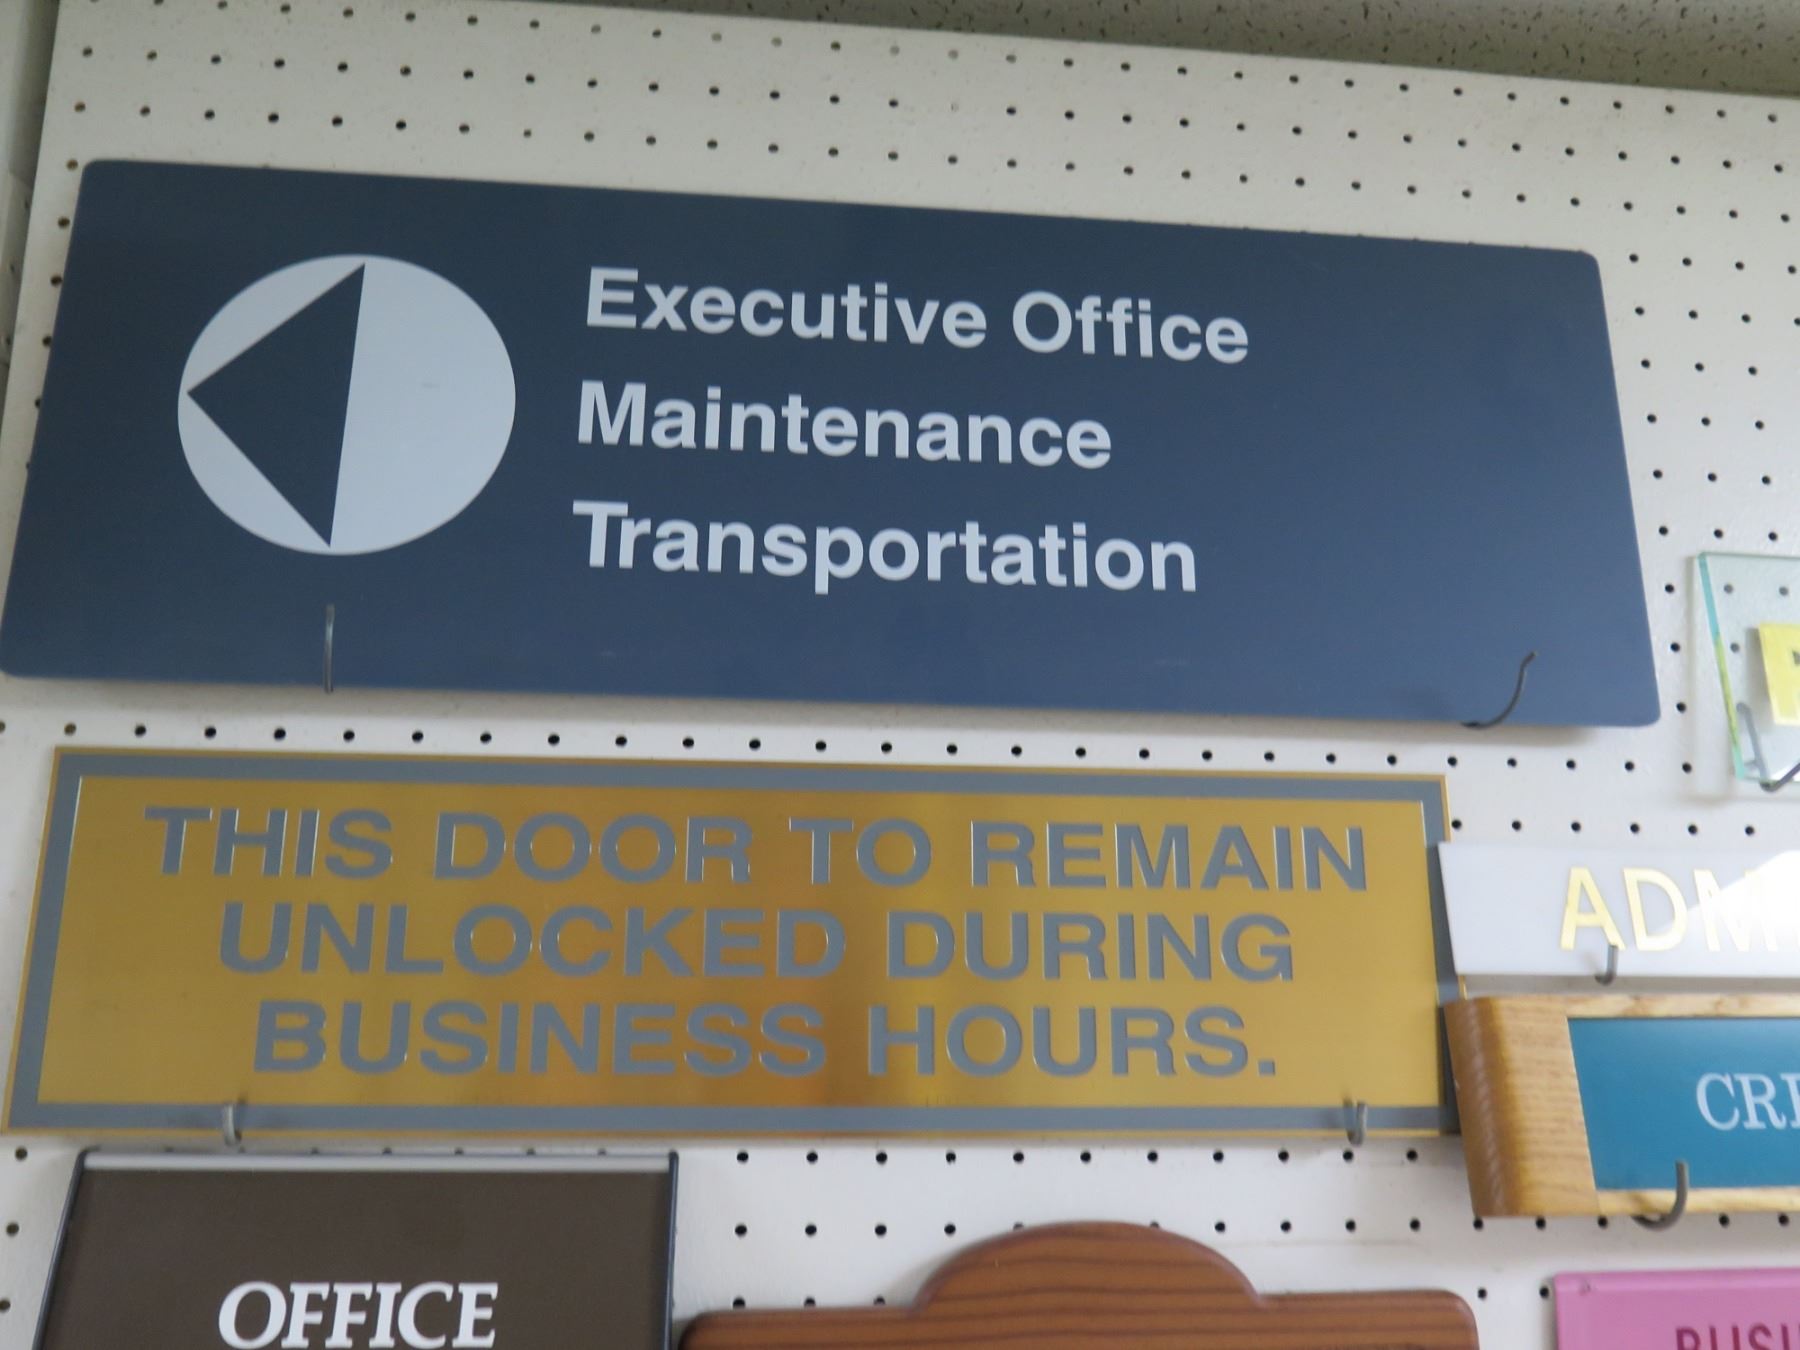 Executive Office
Maintenance
Transportation
THIS DOOR TO REMAIN
UNLOCKED DURING
BUSINESS HOURS.
OFFICE